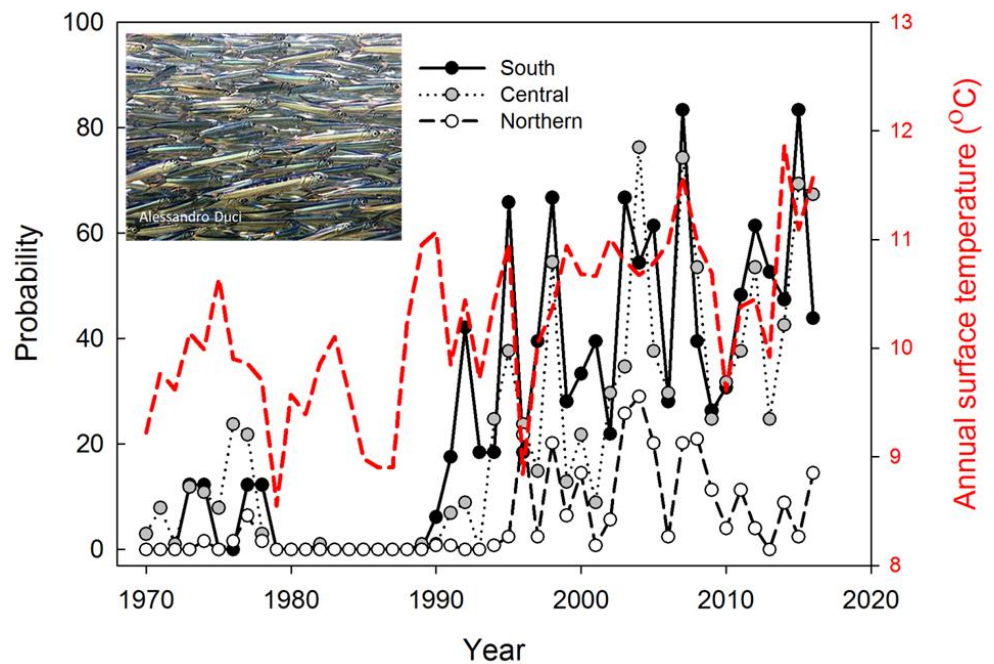 100
80
60
40
20
0
Probability
Alessandro Duci
South
Central
Northern
13
12
11
10
9
8
Annual surface temperature (°C)
1970
1980
1990
2000
2010
2020
Year